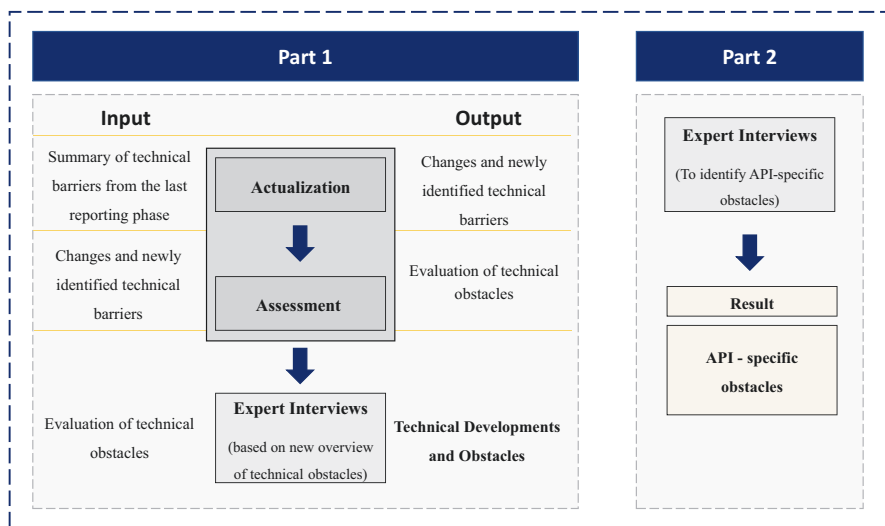 Part 1
Input
Output
Summary of technical
barriers from the last
reporting phase
Actualization
Changes and newly
identified technical
barriers
Changes and newly
identified technical
barriers
Assessment
Evaluation of technical
obstacles
Evaluation of technical
obstacles
Expert Interviews
(based on new overview
of technical obstacles)
Technical Developments
and Obstacles
Part 2
Expert Interviews
(To identify API-specific
obstacles)
Result
API - specific
obstacles